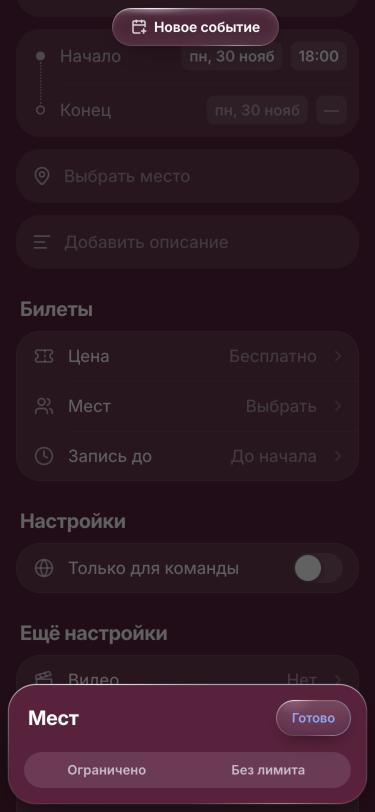 Новое событие
Начало пн, 30 нояб 18:00
Конец пн, 30 нояб —
Выбрать место
Добавить описание
Билеты
Цена Бесплатно
Мест Выбрать
Запись до До начала
Настройки
Только для команды
Ещё настройки
Видео Нет
Мест Готово
Ограничено Без лимита